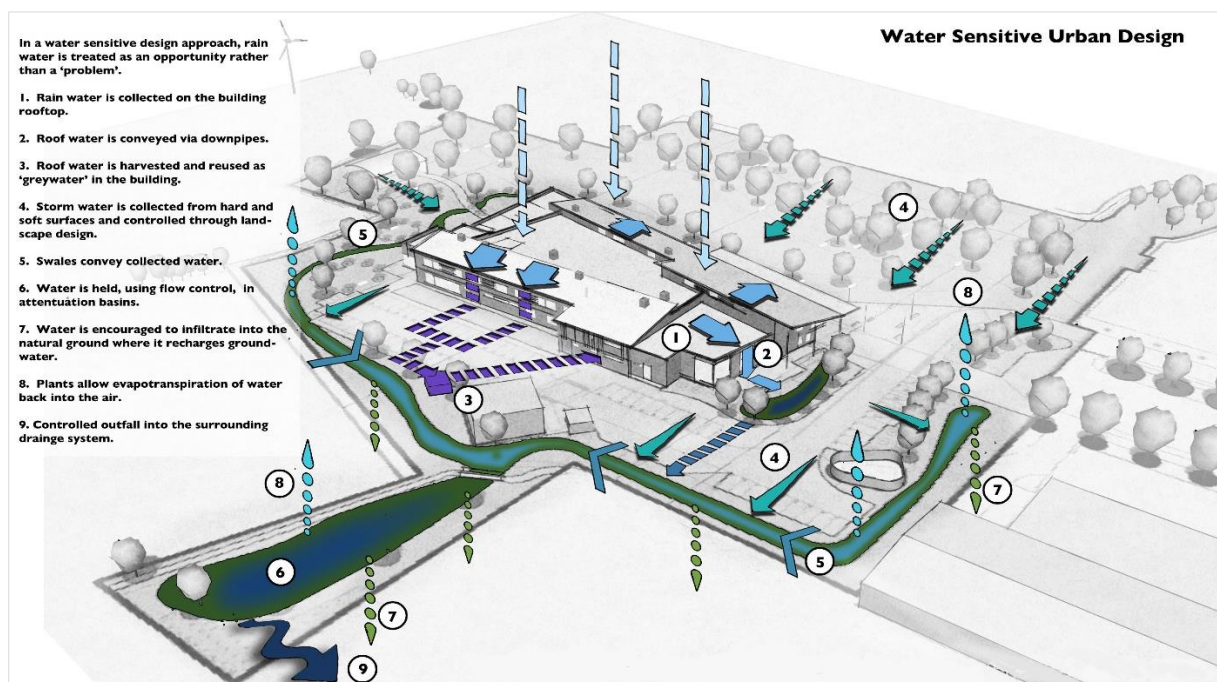 Water Sensitive Urban Design
In a water sensitive design approach, rain
water is treated as an opportunity rather
than a ‘problem’.
1. Rain water is collected on the building
rooftop.
2. Roof water is conveyed via downpipes.
3. Roof water is harvested and reused as
‘greywater’ in the building.
4. Storm water is collected from hard and
soft surfaces and controlled through land-
scape design.
5. Swales convey collected water.
6. Water is held, using flow control, in
attentuation basins.
7. Water is encouraged to infiltrate into the
natural ground where it recharges ground-
water.
8. Plants allow evapotranspiration of water
back into the air.
9. Controlled outfall into the surrounding
drainge system.
4
5
8
1
2
3
4
8
7
5
6
7
9